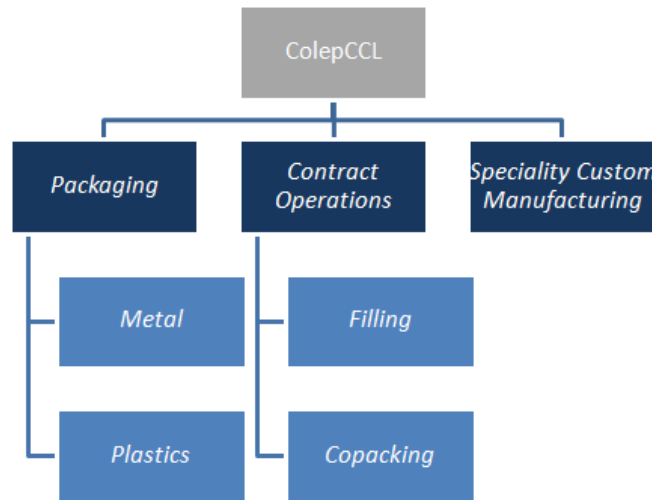 ColepCCL
Packaging
Contract
Operations
Speciality Custom
Manufacturing
Metal
Filling
Plastics
Copacking